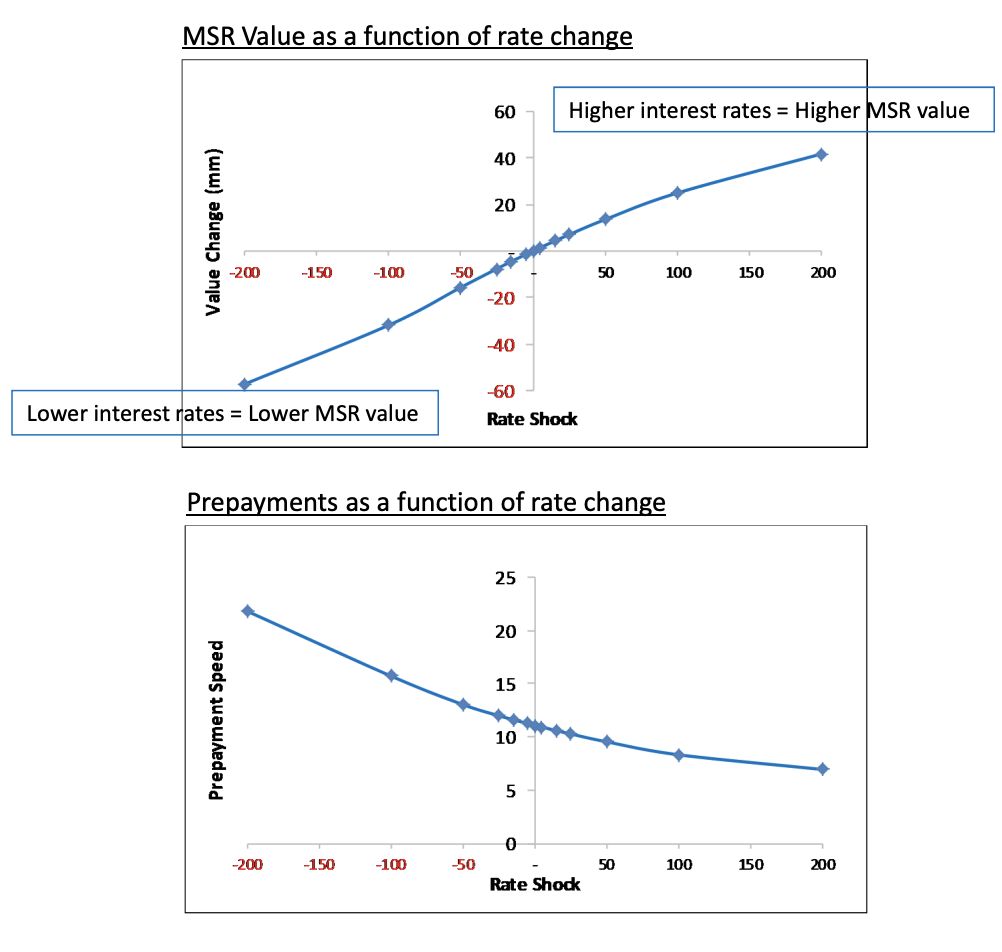 MSR Value as a function of rate change
Higher interest rates = Higher MSR value
60
40
20
-
Value Change (mm)
-200 -150 -100 -50 - 50 100 150 200
-20
-40
-60
Lower interest rates = Lower MSR value
Rate Shock
Prepayments as a function of rate change
25
20
15
10
5
0
Prepayment Speed
-200 -150 -100 -50 - 50 100 150 200
Rate Shock